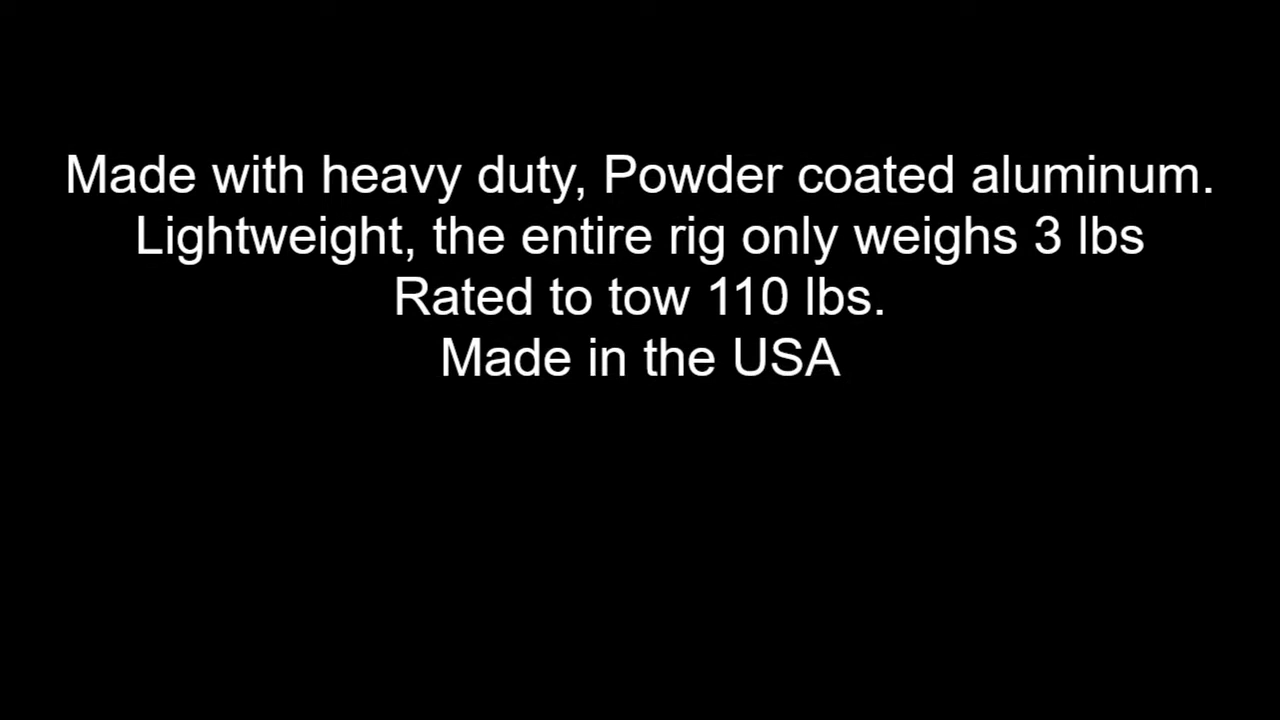 Made with heavy duty, Powder coated aluminum.
Lightweight, the entire rig only weighs 3 lbs
Rated to tow 110 lbs.
Made in the USA